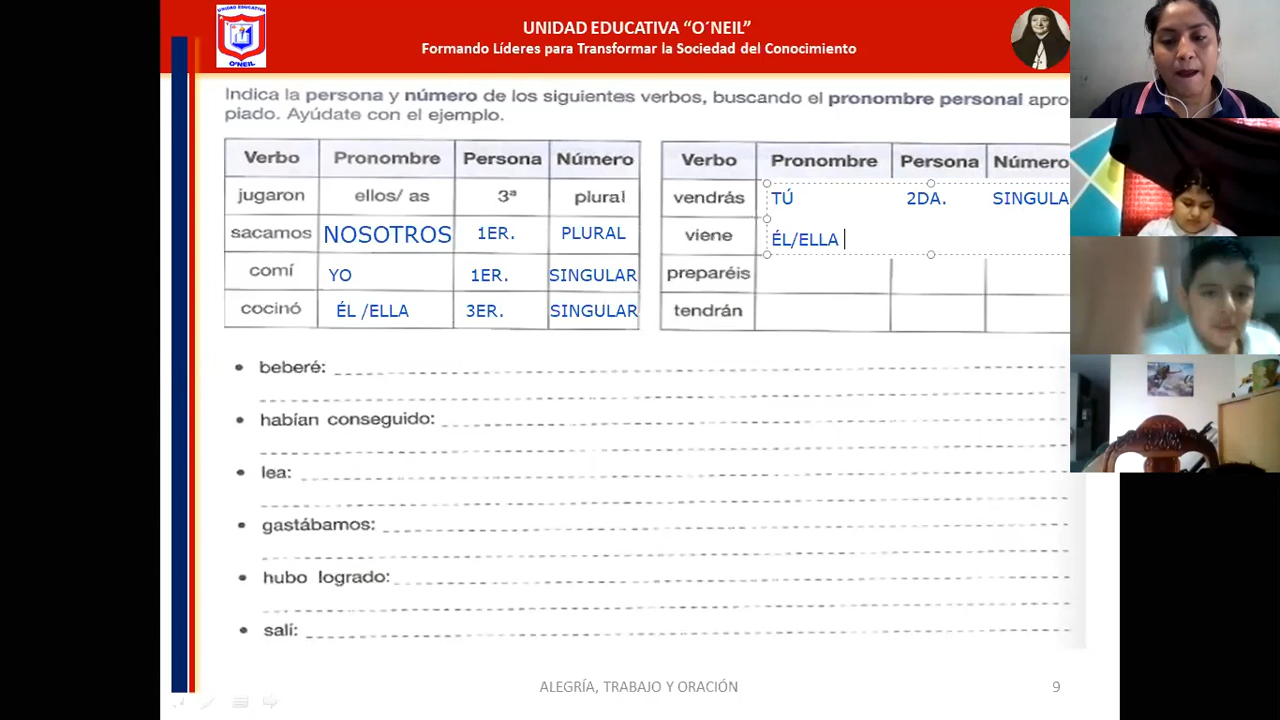 UNIDAD EDUCATIVA
O´NEIL
UNIDAD EDUCATIVA “O´NEIL”
Formando Líderes para Transformar la Sociedad del Conocimiento
Indica la persona y número de los siguientes verbos, buscando el pronombre personal apro
piado. Ayúdate con el ejemplo.
Verbo Pronombre Persona Número
jugaron ellos/ as 3ª plural
sacamos NOSOTROS 1ER. PLURAL
comí YO 1ER. SINGULAR
cocinó ÉL /ELLA 3ER. SINGULAR
Verbo Pronombre Persona Número
vendrás TÚ 2DA. SINGULA
viene ÉL/ELLA
preparéis
tendrán
• beberé:
• habían conseguido:
• lea:
• gastábamos:
• hubo logrado:
• salí:
ALEGRÍA, TRABAJO Y ORACIÓN 9